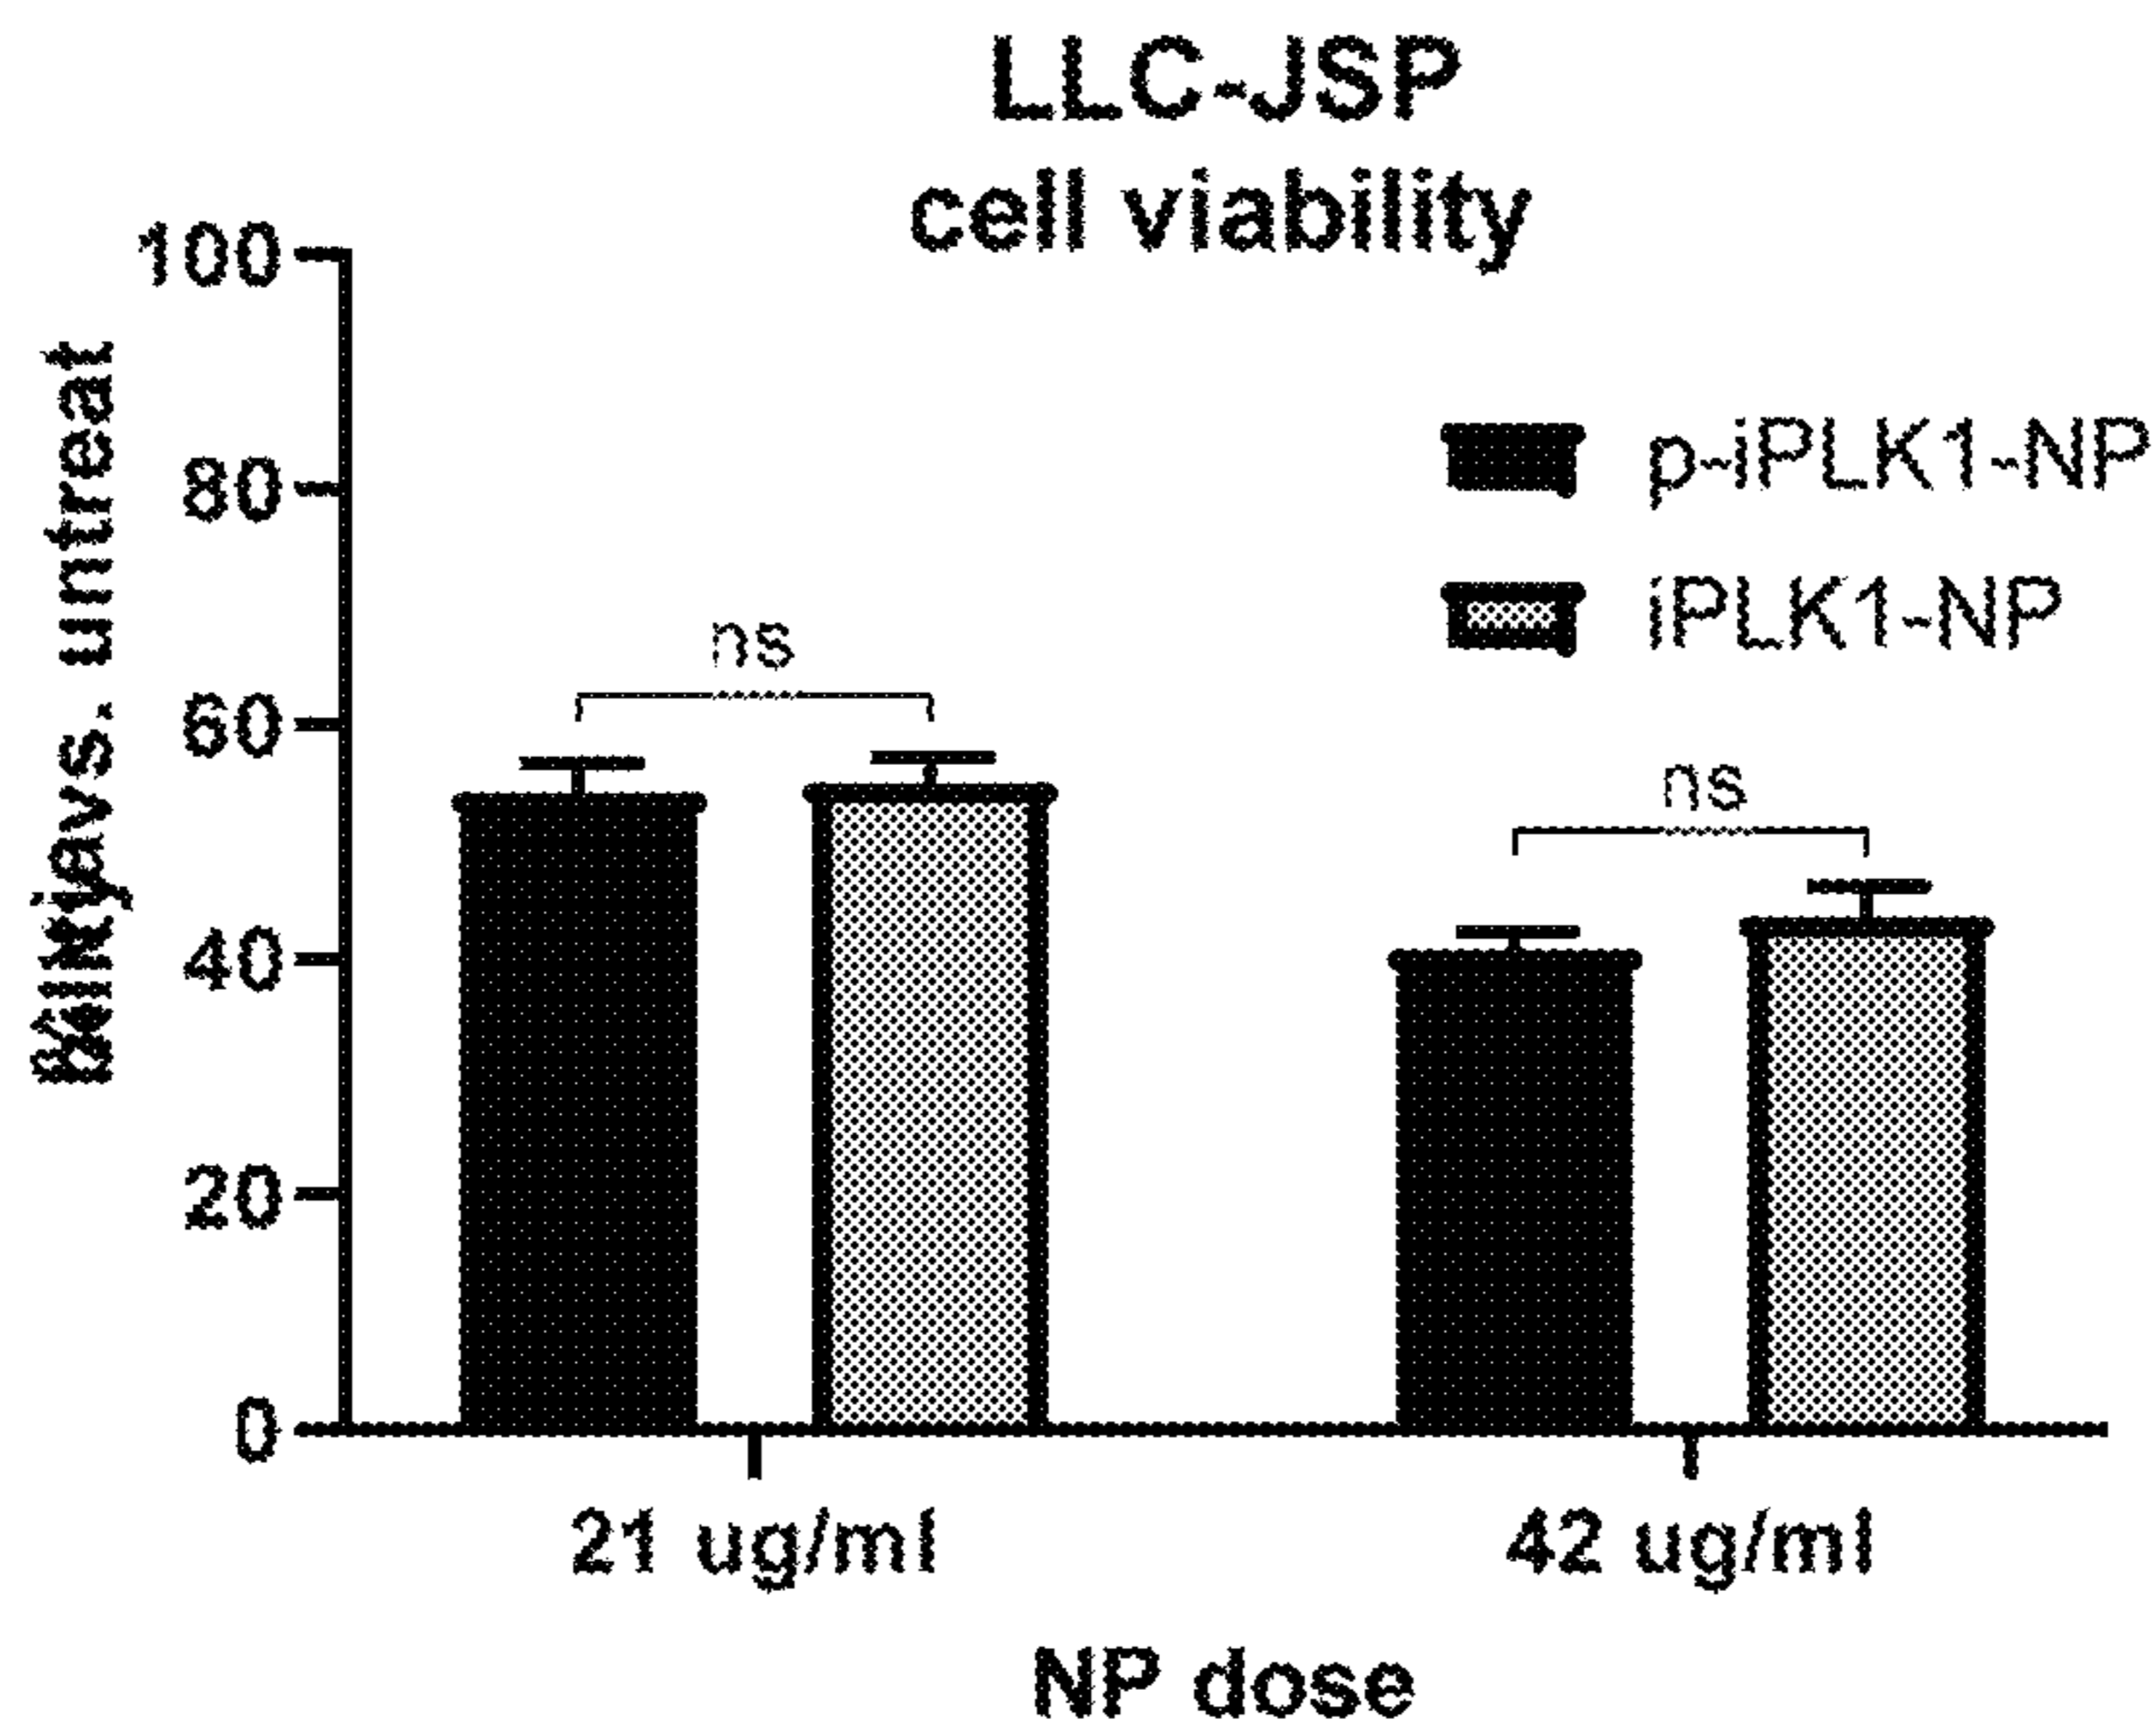 LLC-JSP
cell viability
100
80
60
40
20
0
vs. untreat
p-iPLK1-NP
iPLK1-NP
ns
ns
21 ug/ml
42 ug/ml
NP dose